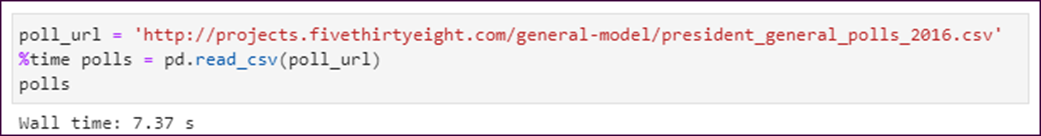 poll_url = 'http://projects.fivethirtyeight.com/general-model/president_general_polls_2016.csv'
%time polls = pd.read_csv(poll_url)
polls
Wall time: 7.37 s